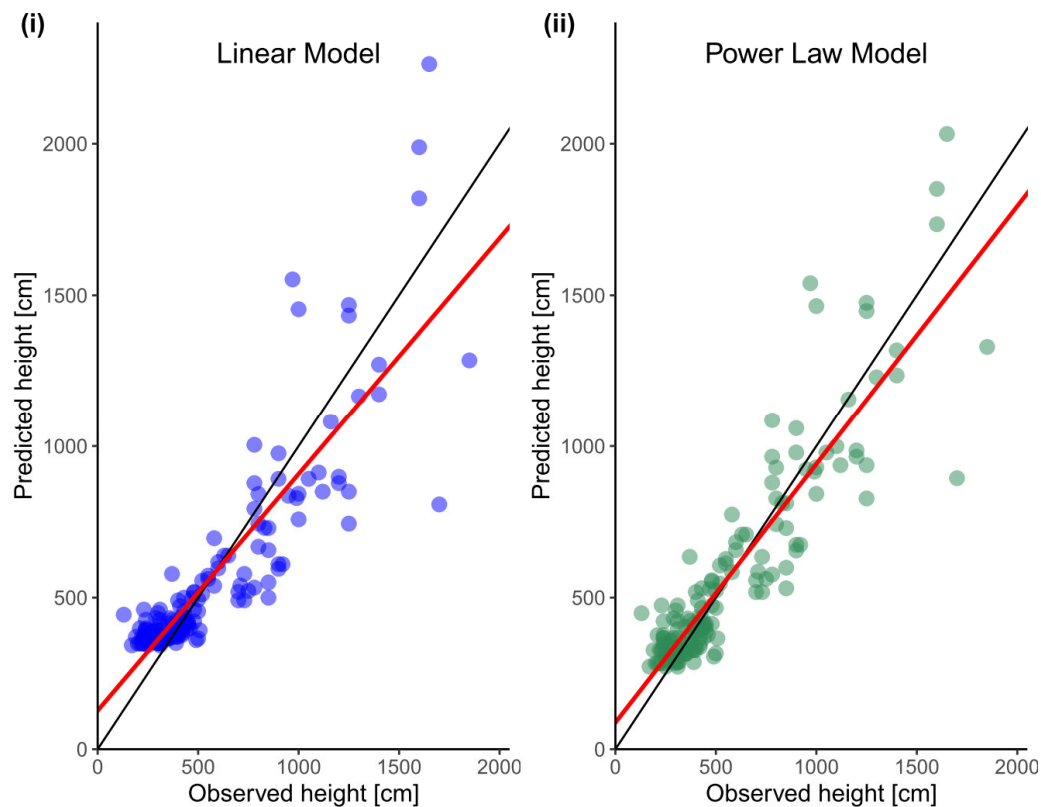 (i)
Linear Model
Predicted height [cm]
2000
1500
1000
500
0
0 500 1000 1500 2000
Observed height [cm]
(ii)
Power Law Model
Predicted height [cm]
2000
1500
1000
500
0
0 500 1000 1500 2000
Observed height [cm]